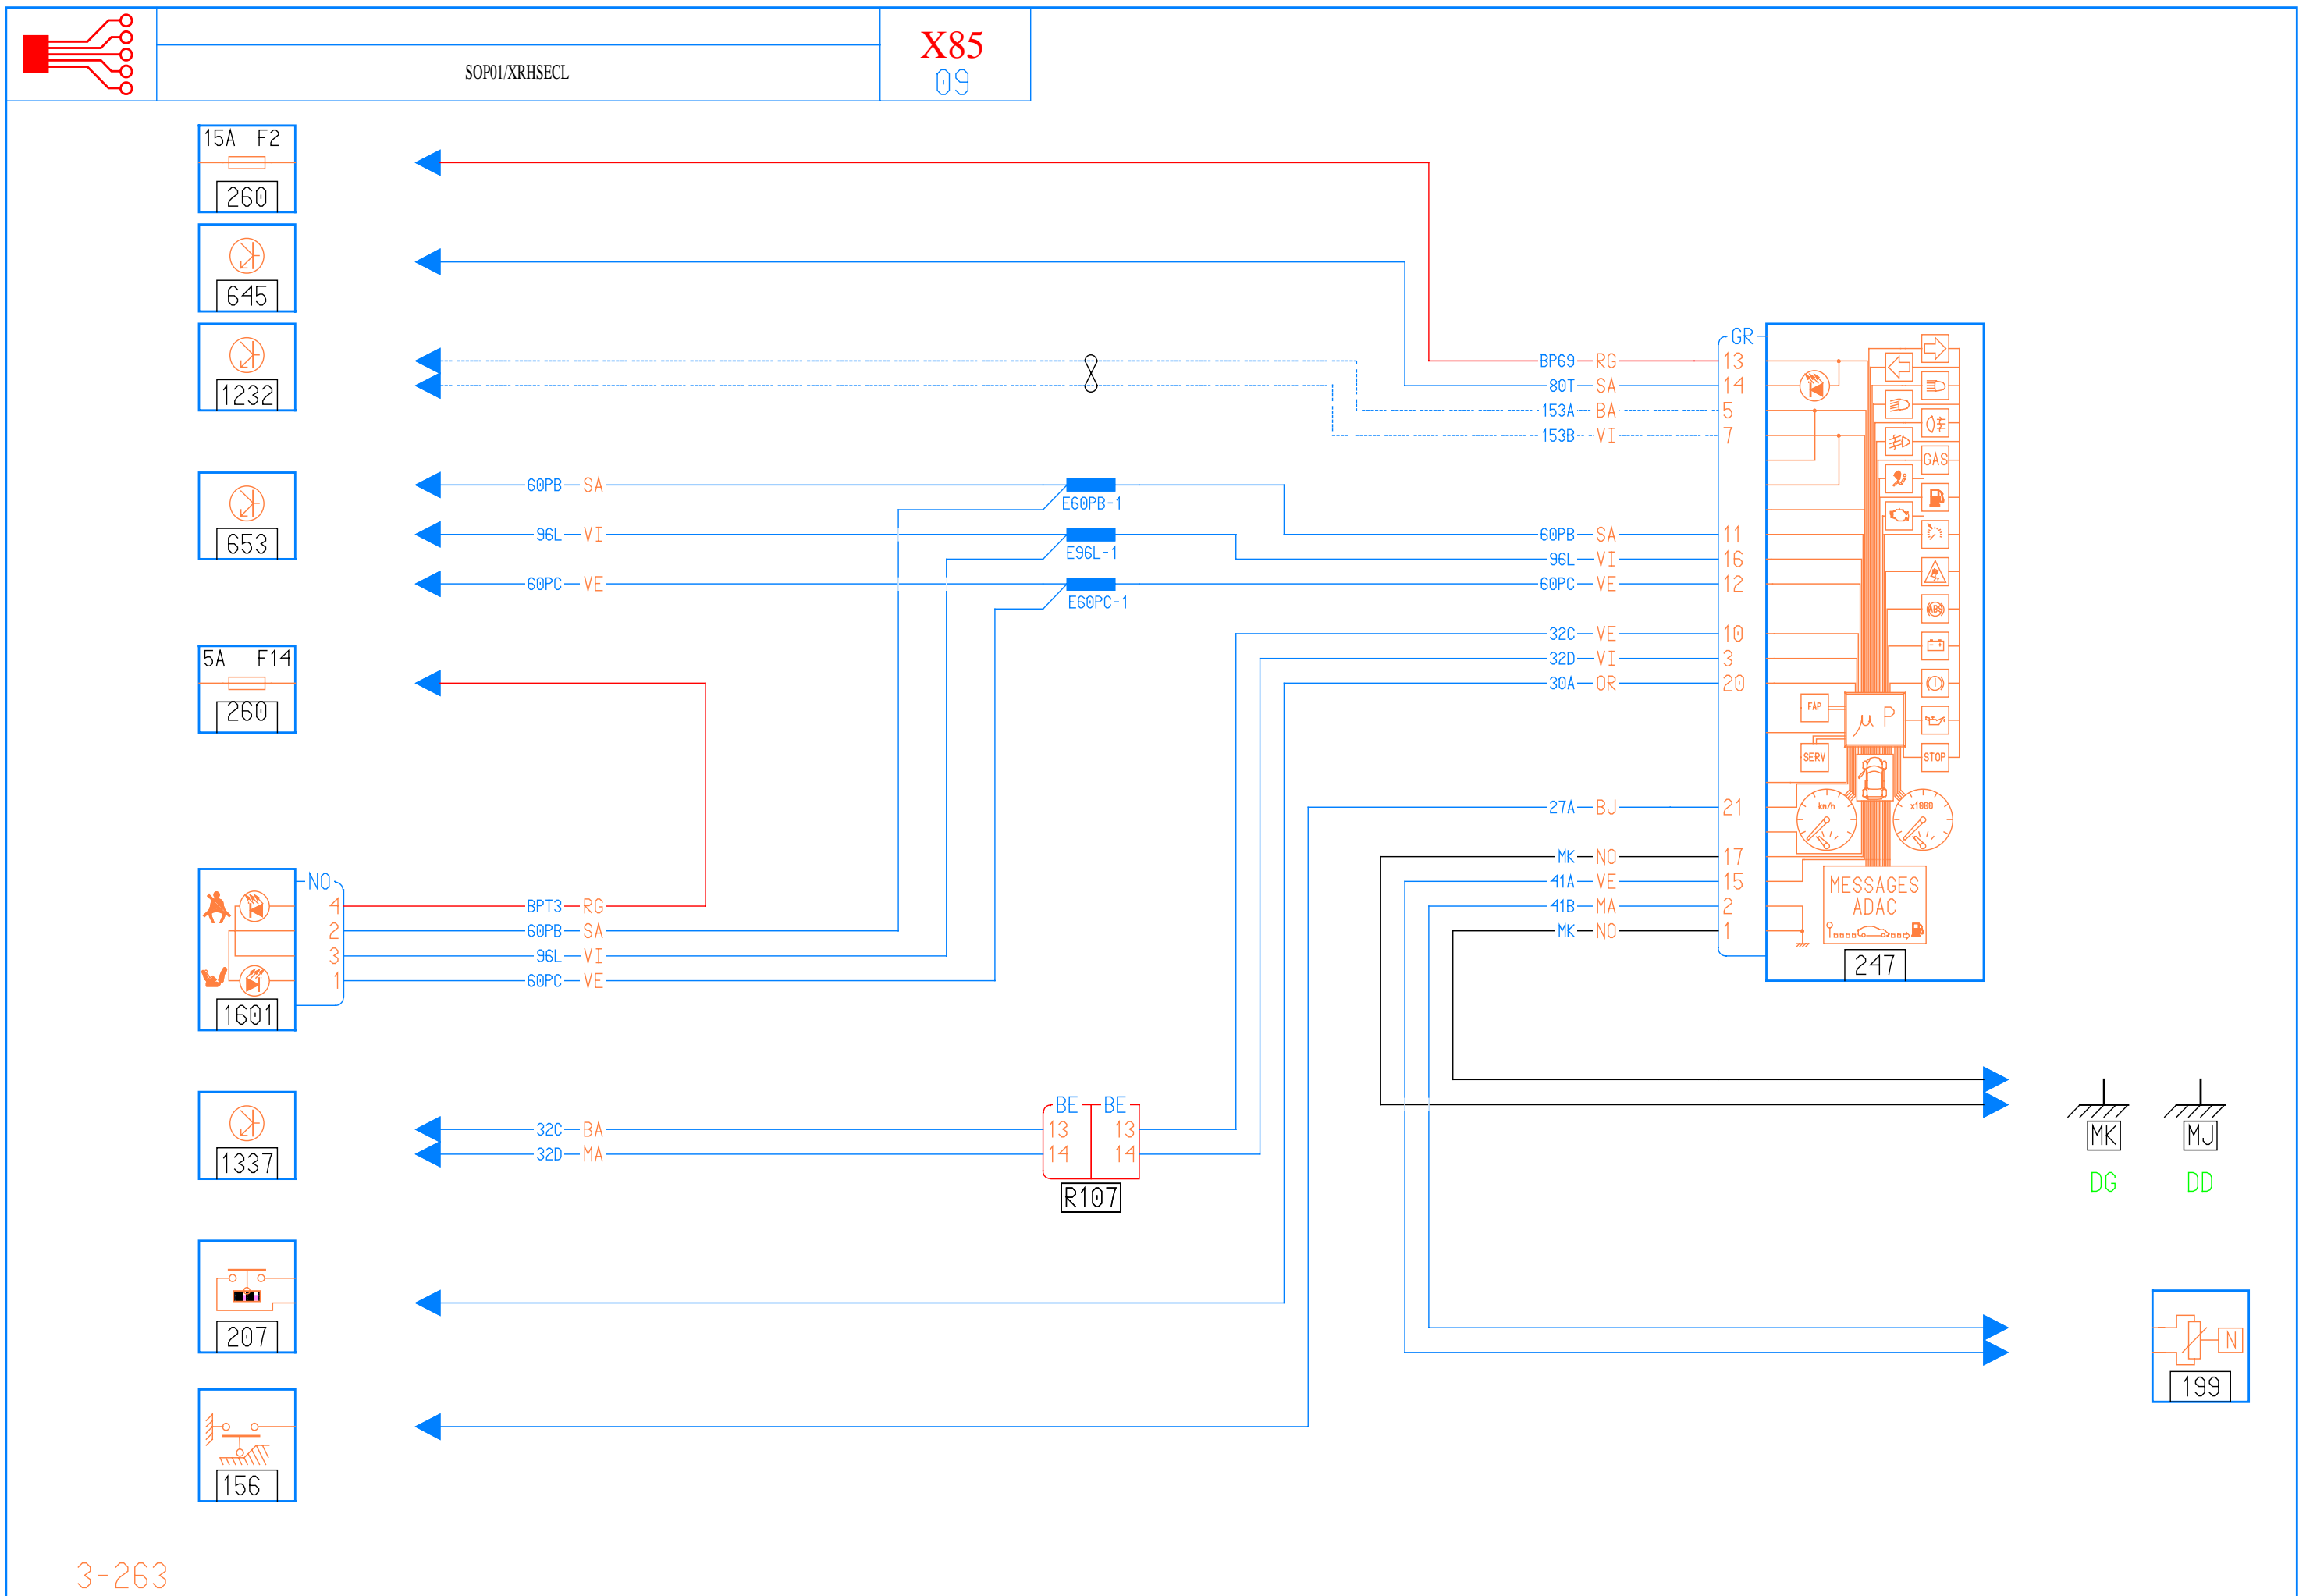 X85
SOP01/XRHSECL
09
15A F2
260
645
1232
GR
BP69 RG 13
80T SA 14
153A BA 5
153B VI 7
GAS
60PB SA
E60PB-1
653
96L VI
E96L-1
60PB SA 11
96L VI 16
60PC VE
E60PC-1
60PC VE 12
ABS
32C VE 10
5A F14
32D VI 3
260
30A OR 20
FAP
µP
SERV
STOP
27A BJ 21
km/h
x1000
MK NO 17
NO
41A VE 15
MESSAGES
ADAC
4 BPT3 RG
41B MA 2
2 60PB SA
MK NO 1
3 96L VI
247
1 60PC VE
1601
BE BE
32C BA 13 13
MK MJ
32D MA 14 14
1337
R107
DG DD
207
N
199
156
3-263